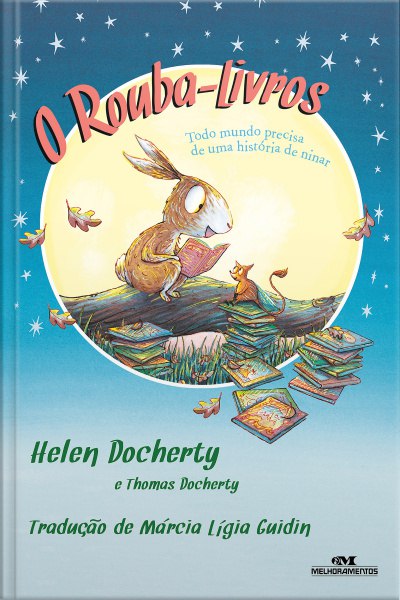 O Rouba-Livros
Todo mundo precisa
de uma história de ninar
Helen Docherty
e Thomas Docherty
Tradução de Márcia Lígia Guidin
M
MELHORAMENTOS